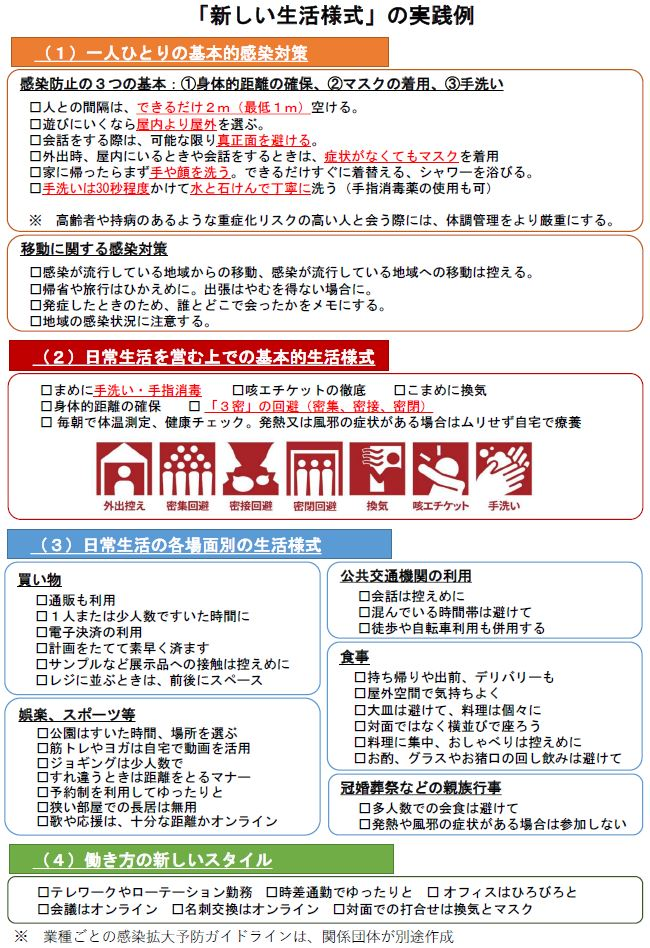 「新しい生活様式」の実践例
（１）一人ひとりの基本的感染対策
感染防止の３つの基本：①身体的距離の確保、②マスクの着用、③手洗い
□人との間隔は、できるだけ２ｍ（最低１ｍ）空ける。
□遊びにいくなら屋内より屋外を選ぶ。
□会話をする際は、可能な限り真正面を避ける。
□外出時、屋内にいるときや会話をするときは、症状がなくてもマスクを着用
□家に帰ったらまず手や顔を洗う。できるだけすぐに着替える、シャワーを浴びる。
□手洗いは30秒程度かけて水と石けんで丁寧に洗う（手指消毒薬の使用も可）
※　高齢者や持病のあるような重症化リスクの高い人と会う際には、体調管理をより厳重にする。
移動に関する感染対策
□感染が流行している地域からの移動、感染が流行している地域への移動は控える。
□帰省や旅行はひかえめに。出張はやむを得ない場合に。
□発症したときのため、誰とどこで会ったかをメモにする。
□地域の感染状況に注意する。
（２）日常生活を営む上での基本的生活様式
□まめに手洗い・手指消毒　□咳エチケットの徹底　□こまめに換気
□身体的距離の確保　□「３密」の回避（密集、密接、密閉）
□ 毎朝で体温測定、健康チェック。発熱又は風邪の症状がある場合はムリせず自宅で療養
外出控え　密集回避　密接回避　密閉回避　換気　咳エチケット　手洗い
（３）日常生活の各場面別の生活様式
買い物
□通販も利用
□１人または少人数ですいた時間に
□電子決済の利用
□計画をたてて素早く済ます
□サンプルなど展示品への接触は控えめに
□レジに並ぶときは、前後にスペース
娯楽、スポーツ等
□公園はすいた時間、場所を選ぶ
□筋トレやヨガは自宅で動画を活用
□ジョギングは少人数で
□すれ違うときは距離をとるマナー
□予約制を利用してゆったりと
□狭い部屋での長居は無用
□歌や応援は、十分な距離かオンライン
公共交通機関の利用
□会話は控えめに
□混んでいる時間帯は避けて
□徒歩や自転車利用も併用する
食事
□持ち帰りや出前、デリバリーも
□屋外空間で気持ちよく
□大皿は避けて、料理は個々に
□対面ではなく横並びで座ろう
□料理に集中、おしゃべりは控えめに
□お酌、グラスやお猪口の回し飲みは避けて
冠婚葬祭などの親族行事
□多人数での会食は避けて
□発熱や風邪の症状がある場合は参加しない
（４）働き方の新しいスタイル
□テレワークやローテーション勤務　□時差通勤でゆったりと　□ オフィスはひろびろと
□会議はオンライン　□名刺交換はオンライン　□対面での打合せは換気とマスク
※　業種ごとの感染拡大予防ガイドラインは、関係団体が別途作成